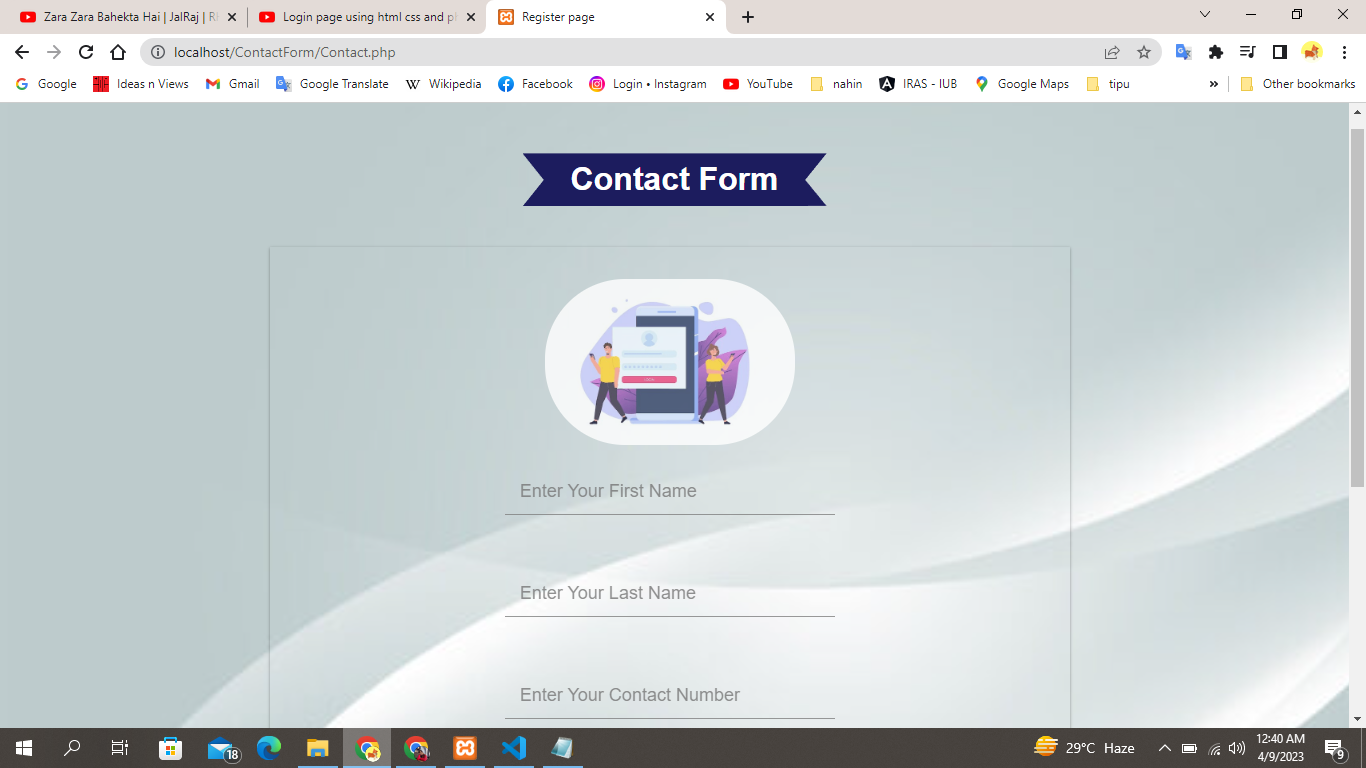 Zara Zara Bahekta Hai | JalRaj | R
Login page using html css and p
Register page
localhost/ContactForm/Contact.php
Google
Ideas n Views
Gmail
Google Translate
Wikipedia
Facebook
Login • Instagram
YouTube
nahin
IRAS - IUB
Google Maps
tipu
»
Other bookmarks
Contact Form
Enter Your First Name
Enter Your Last Name
Enter Your Contact Number
18
29°C Haze
12:40 AM
4/9/2023
9